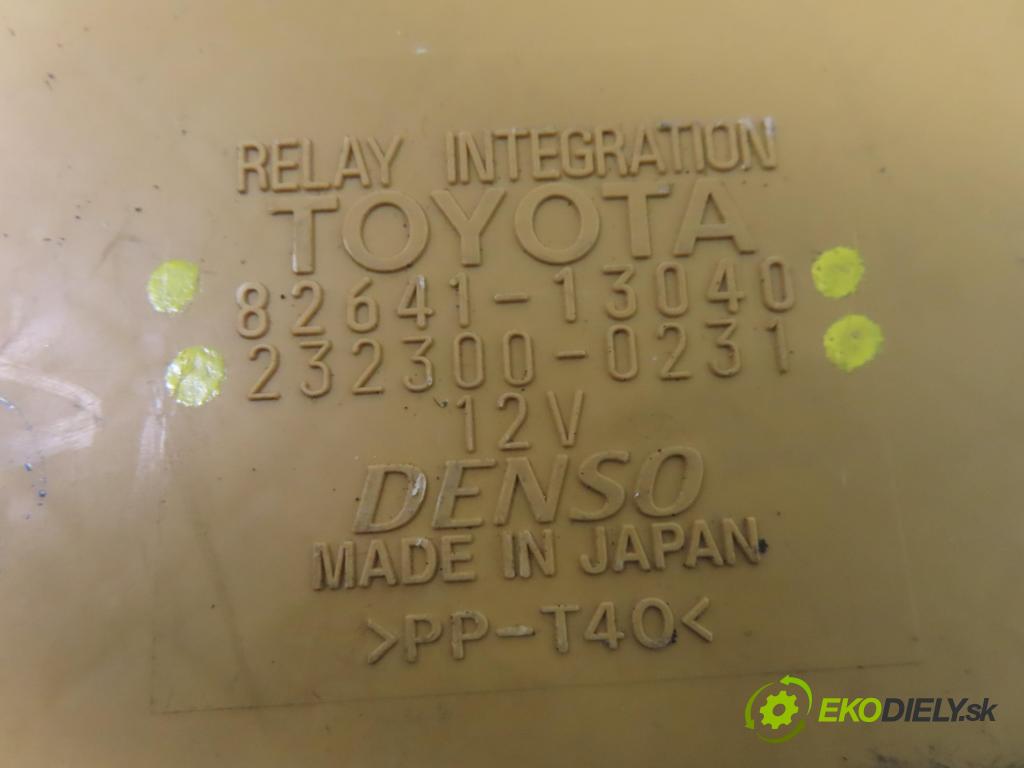 RELAY INTEGRATION
TOYOTA
82641-13040
232300-0231
12V
DENSO
MADE IN JAPAN
>PP-T40<
EKODIELY.sk